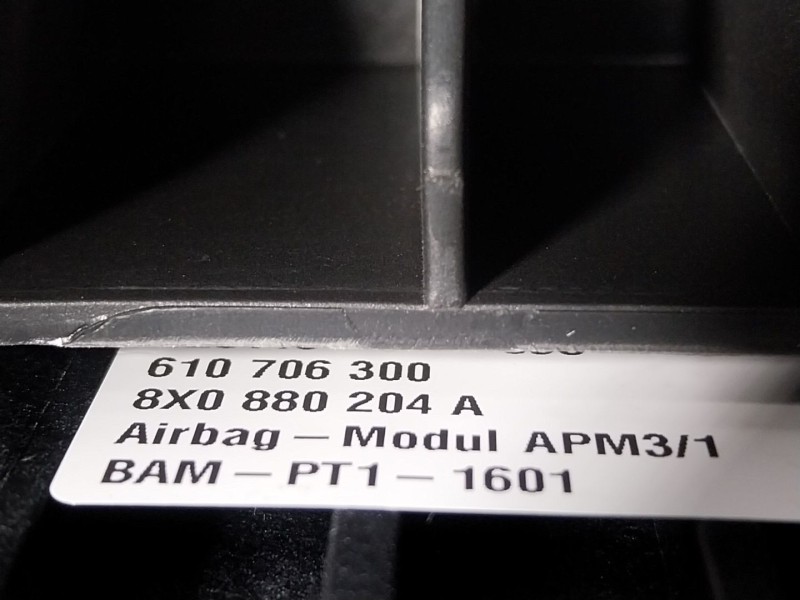 610 706 300
8X0 880 204 A
Airbag – Modul APM3/1
BAM – PT1 – 1601